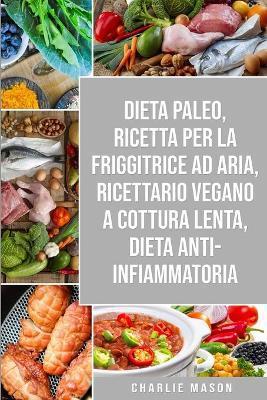 DIETA PALEO,
RICETTA PER LA
FRIGGITRICE AD ARIA,
RICETTARIO VEGANO
A COTTURA LENTA,
DIETA ANTI-
INFIAMMATORIA
CHARLIE MASON